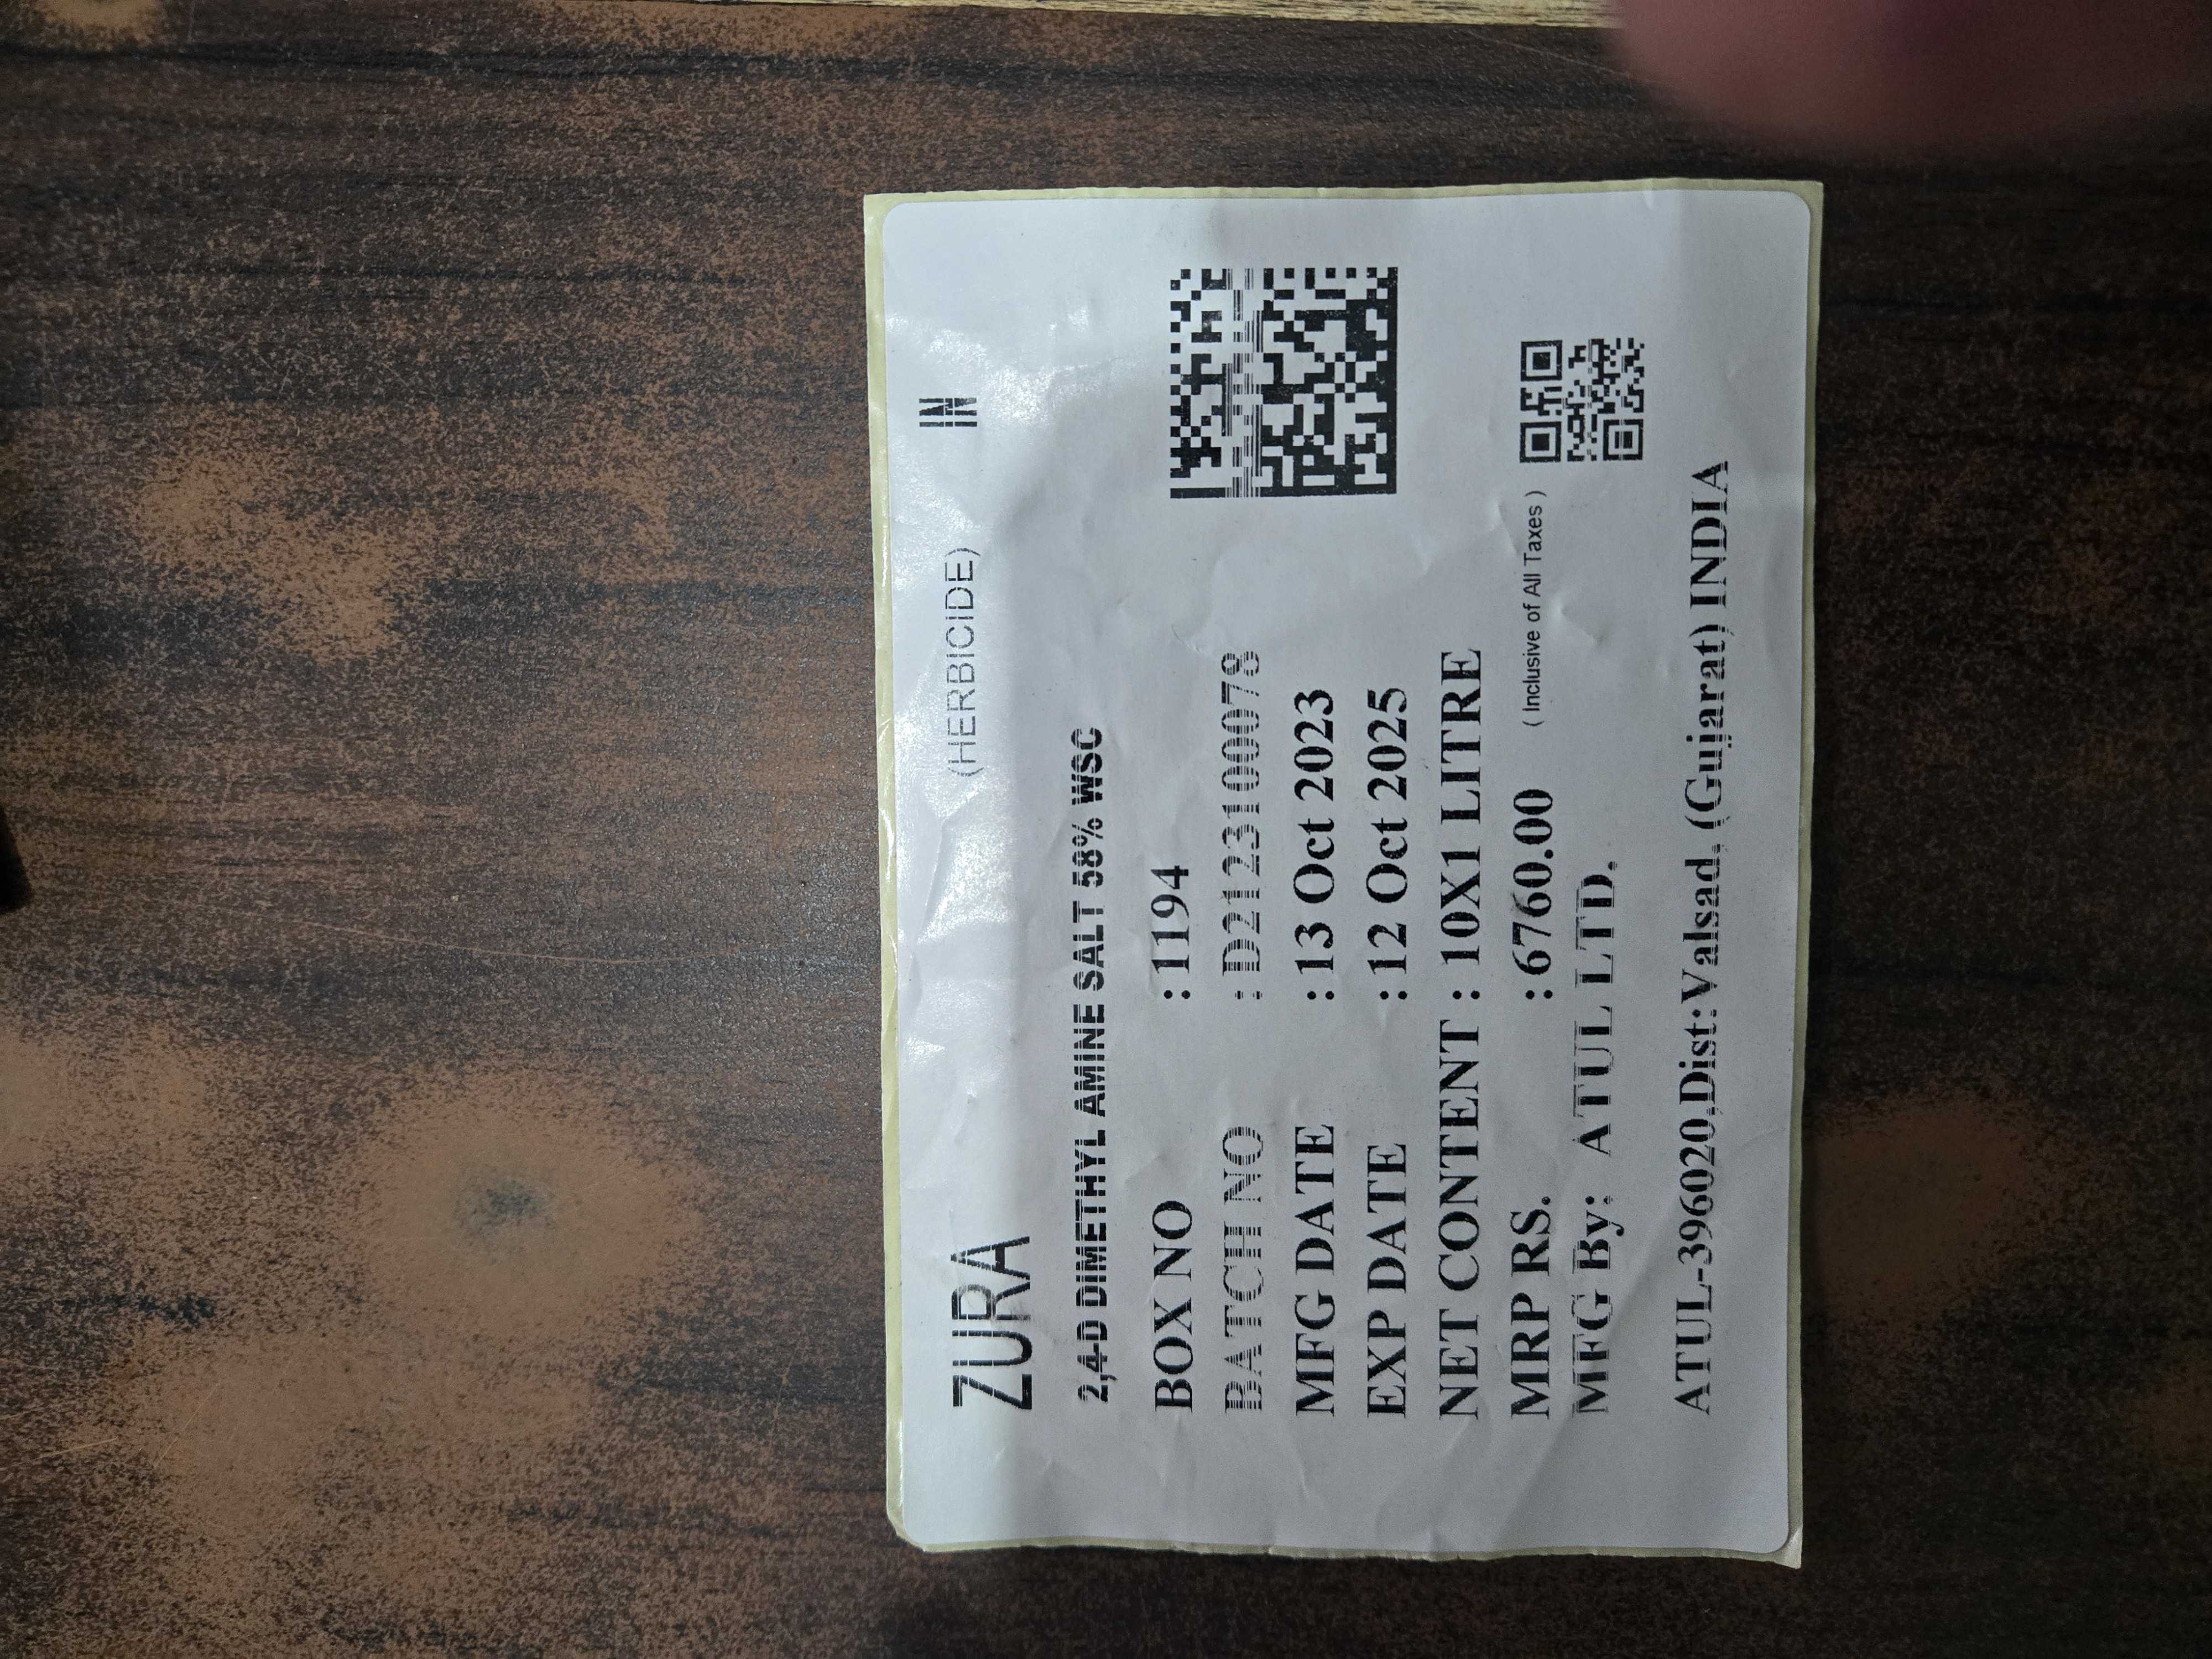 ZURA (HERBICIDE) IN
2,4-D DIMETHYL AMINE SALT 58% WSC
BOX NO : 1194
BATCH NO : D2123100078
MFG DATE : 13 Oct 2023
EXP DATE : 12 Oct 2025
NET CONTENT : 10X1 LITRE
MRP RS. : 6760.00 ( Inclusive of All Taxes )
MFG By: ATUL LTD.
ATUL-396020,Dist: Valsad, (Gujarat) INDIA